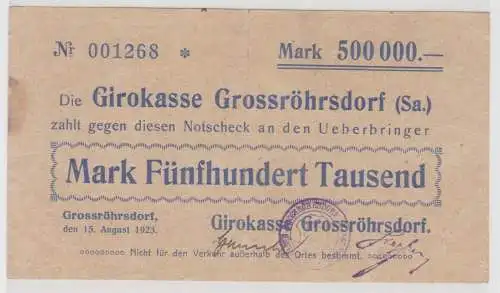 № 001268 * Mark 500 000.—
Die Girokasse Grossröhrsdorf (Sa.)
zahlt gegen diesen Notscheck an den Ueberbringer
Mark Fünfhundert Tausend
Grossröhrsdorf, Girokasse Grossröhrsdorf.
den 15. August 1923.
Nicht für den Verkehr außerhalb des Ortes bestimmt.